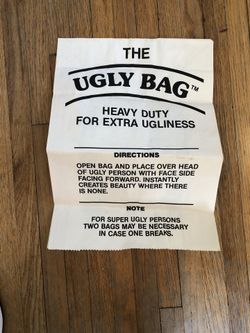 THE
UGLY BAG™
HEAVY DUTY
FOR EXTRA UGLINESS
DIRECTIONS
OPEN BAG AND PLACE OVER HEAD
OF UGLY PERSON WITH FACE SIDE
FACING FORWARD. INSTANTLY
CREATES BEAUTY WHERE THERE
IS NONE.
NOTE
FOR SUPER UGLY PERSONS
TWO BAGS MAY BE NECESSARY
IN CASE ONE BREAKS.